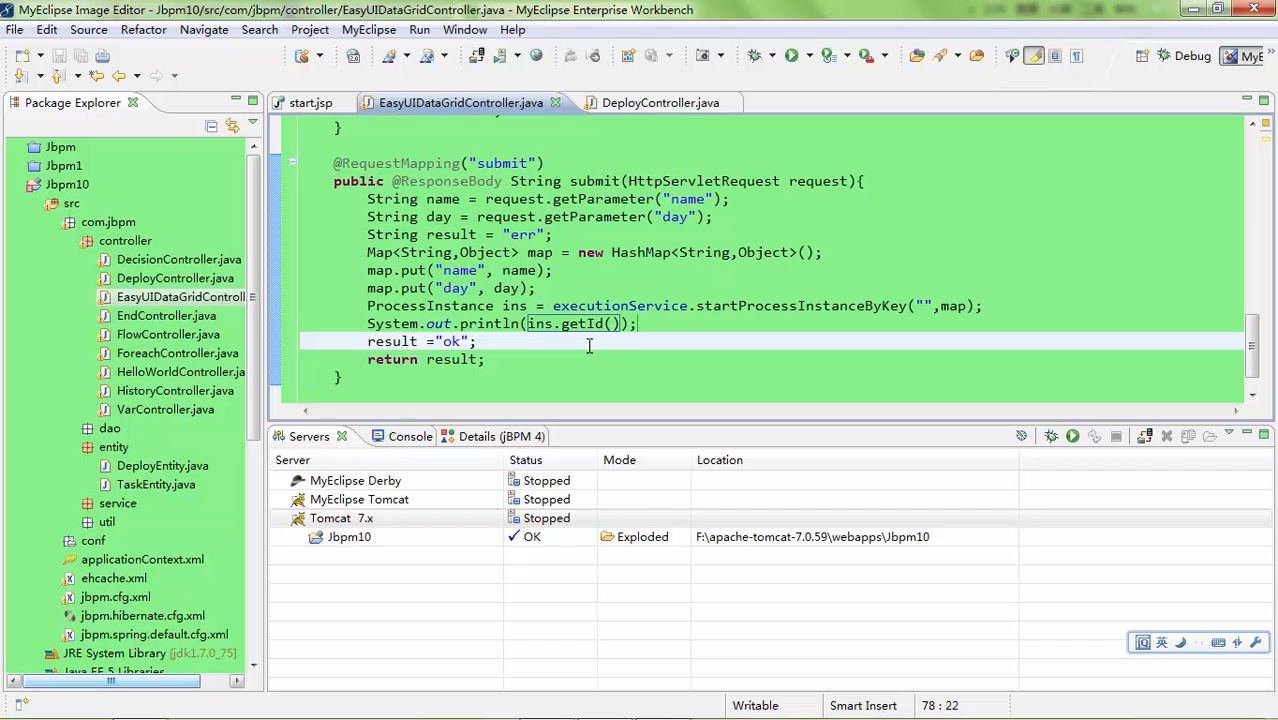 MyEclipse Image Editor - Jbpm10/src/com/jbpm/controller/EasyUIDataGridController.java - MyEclipse Enterprise Workbench
File Edit Source Refactor Navigate Search Project MyEclipse Run Window Help
Debug MyE
Package Explorer
start.jsp EasyUIDataGridController.java DeployController.java
Jbpm
Jbpm1
Jbpm10
src
com.jbpm
controller
DecisionController.java
DeployController.java
EasyUIDataGridControll
EndController.java
FlowController.java
ForeachController.java
HelloWorldController.java
HistoryController.java
VarController.java
dao
entity
DeployEntity.java
TaskEntity.java
service
util
conf
applicationContext.xml
ehcache.xml
jbpm.cfg.xml
jbpm.hibernate.cfg.xml
jbpm.spring.default.cfg.xml
JRE System Library [jdk1.7.0_75]
Java EE 5 Libraries
}
@RequestMapping("submit")
public @ResponseBody String submit(HttpServletRequest request){
String name = request.getParameter("name");
String day = request.getParameter("day");
String result = "err";
Map<String,Object> map = new HashMap<String,Object>();
map.put("name", name);
map.put("day", day);
ProcessInstance ins = executionService.startProcessInstanceByKey("",map);
System.out.println(ins.getId());
result ="ok";
return result;
}
Servers Console Details (jBPM 4)
Server Status Mode Location
MyEclipse Derby Stopped
MyEclipse Tomcat Stopped
Tomcat 7.x Stopped
Jbpm10 OK Exploded F:\apache-tomcat-7.0.59\webapps\Jbpm10
英
Writable Smart Insert 78 : 22